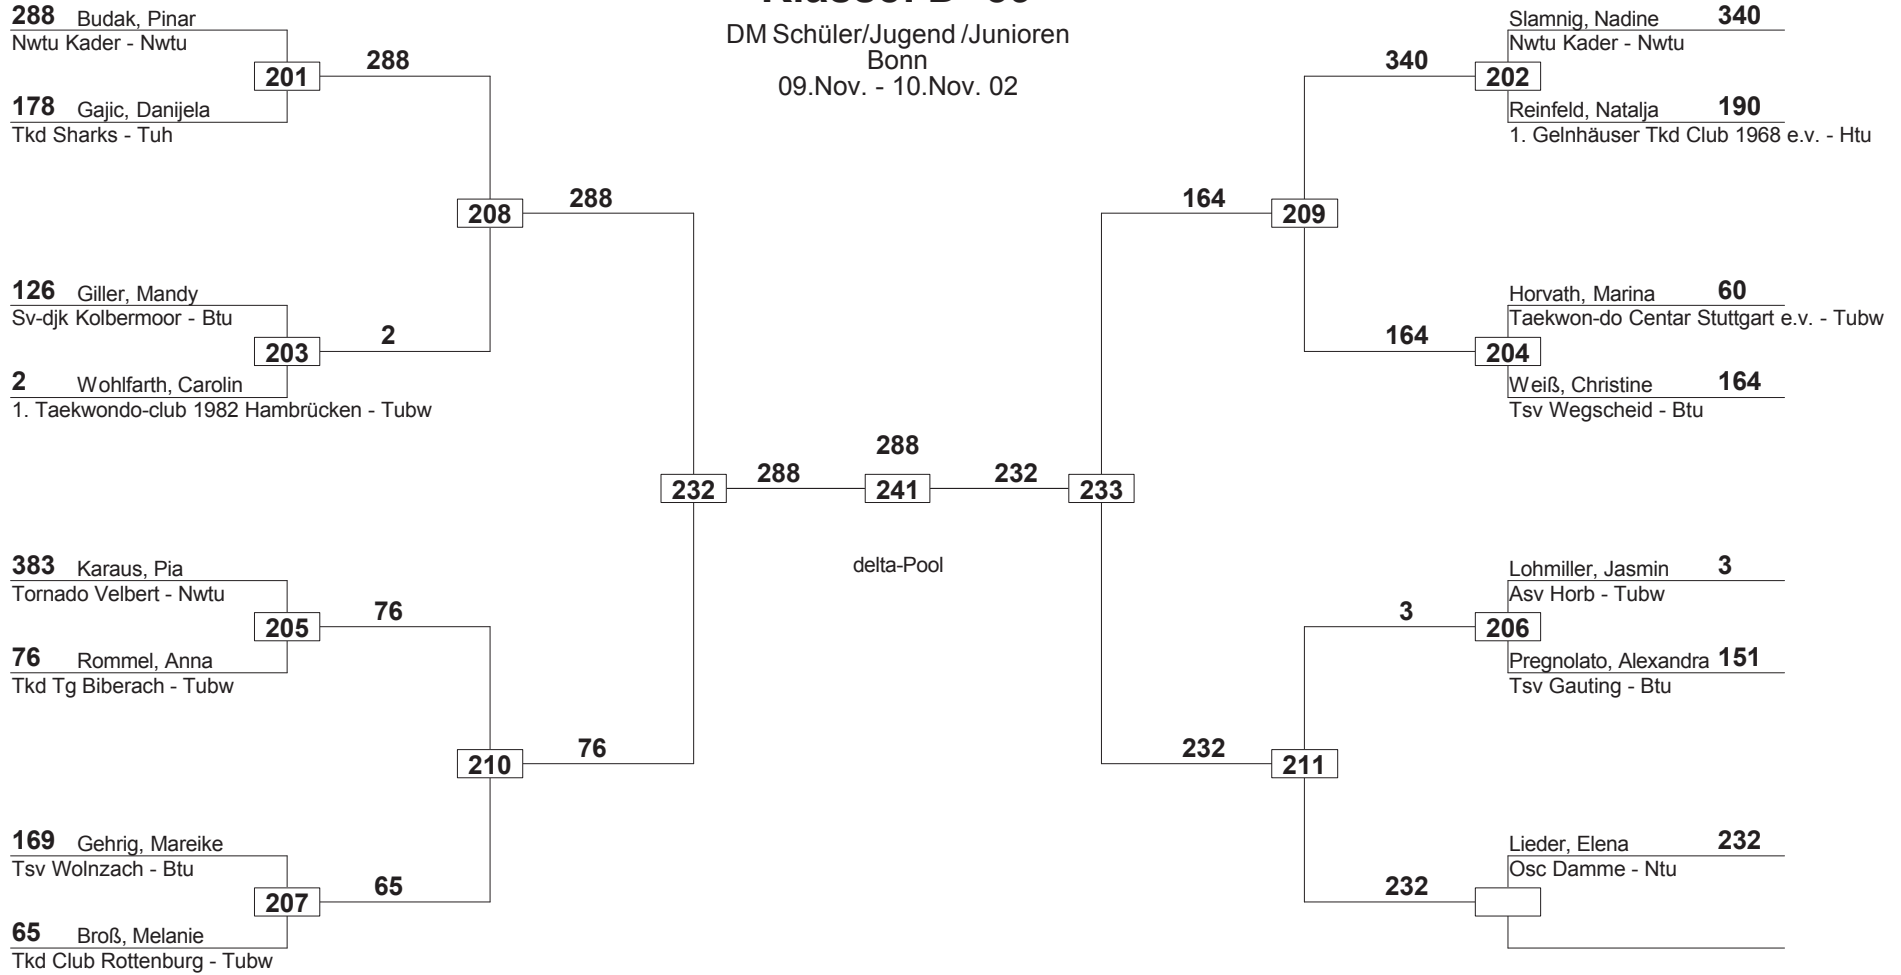 DM Schüler/Jugend /Junioren
Bonn
09.Nov. - 10.Nov. 02
288 Budak, Pinar
Nwtu Kader - Nwtu
201
288
178 Gajic, Danijela
Tkd Sharks - Tuh
208
288
126 Giller, Mandy
Sv-djk Kolbermoor - Btu
203
2
2 Wohlfarth, Carolin
1. Taekwondo-club 1982 Hambrücken - Tubw
232
288
288
241
232
233
delta-Pool
383 Karaus, Pia
Tornado Velbert - Nwtu
205
76
76 Rommel, Anna
Tkd Tg Biberach - Tubw
210
76
169 Gehrig, Mareike
Tsv Wolnzach - Btu
207
65
65 Broß, Melanie
Tkd Club Rottenburg - Tubw
Slamnig, Nadine 340
Nwtu Kader - Nwtu
340
202
Reinfeld, Natalja 190
1. Gelnhäuser Tkd Club 1968 e.v. - Htu
164
209
Horvath, Marina 60
Taekwon-do Centar Stuttgart e.v. - Tubw
164
204
Weiß, Christine 164
Tsv Wegscheid - Btu
Lohmiller, Jasmin 3
Asv Horb - Tubw
3
206
Pregnolato, Alexandra 151
Tsv Gauting - Btu
232
211
Lieder, Elena 232
Osc Damme - Ntu
232